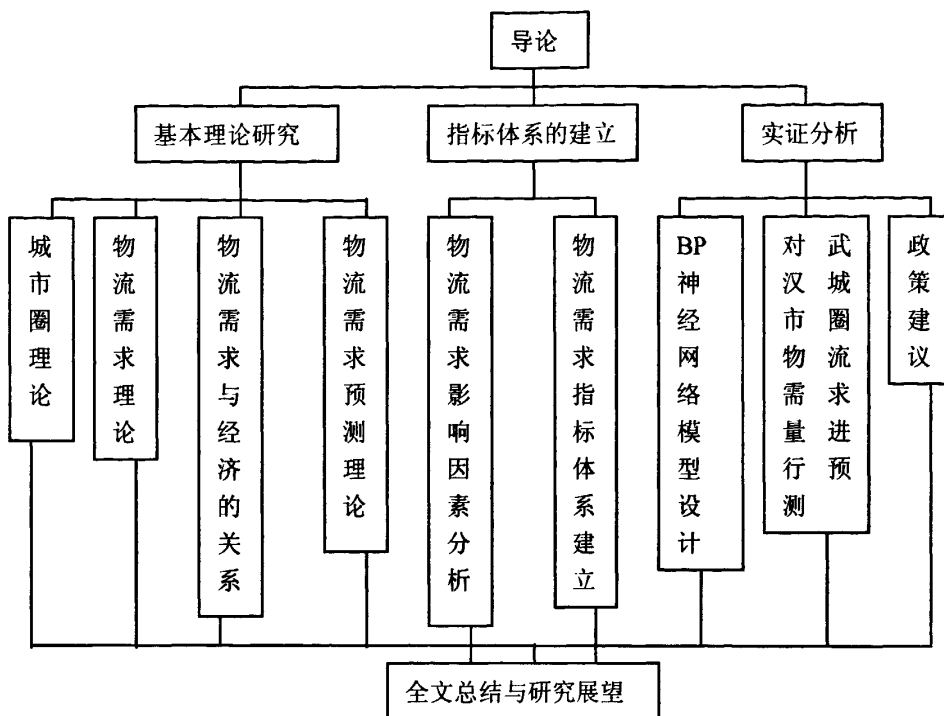 导论
基本理论研究
指标体系的建立
实证分析
城市圈理论
物流需求理论
物流需求与经济的关系
物流需求预测理论
物流需求影响因素分析
物流需求指标体系建立
BP神经网络模型设计
对武汉城市圈物流需求量进行预测
政策建议
全文总结与研究展望